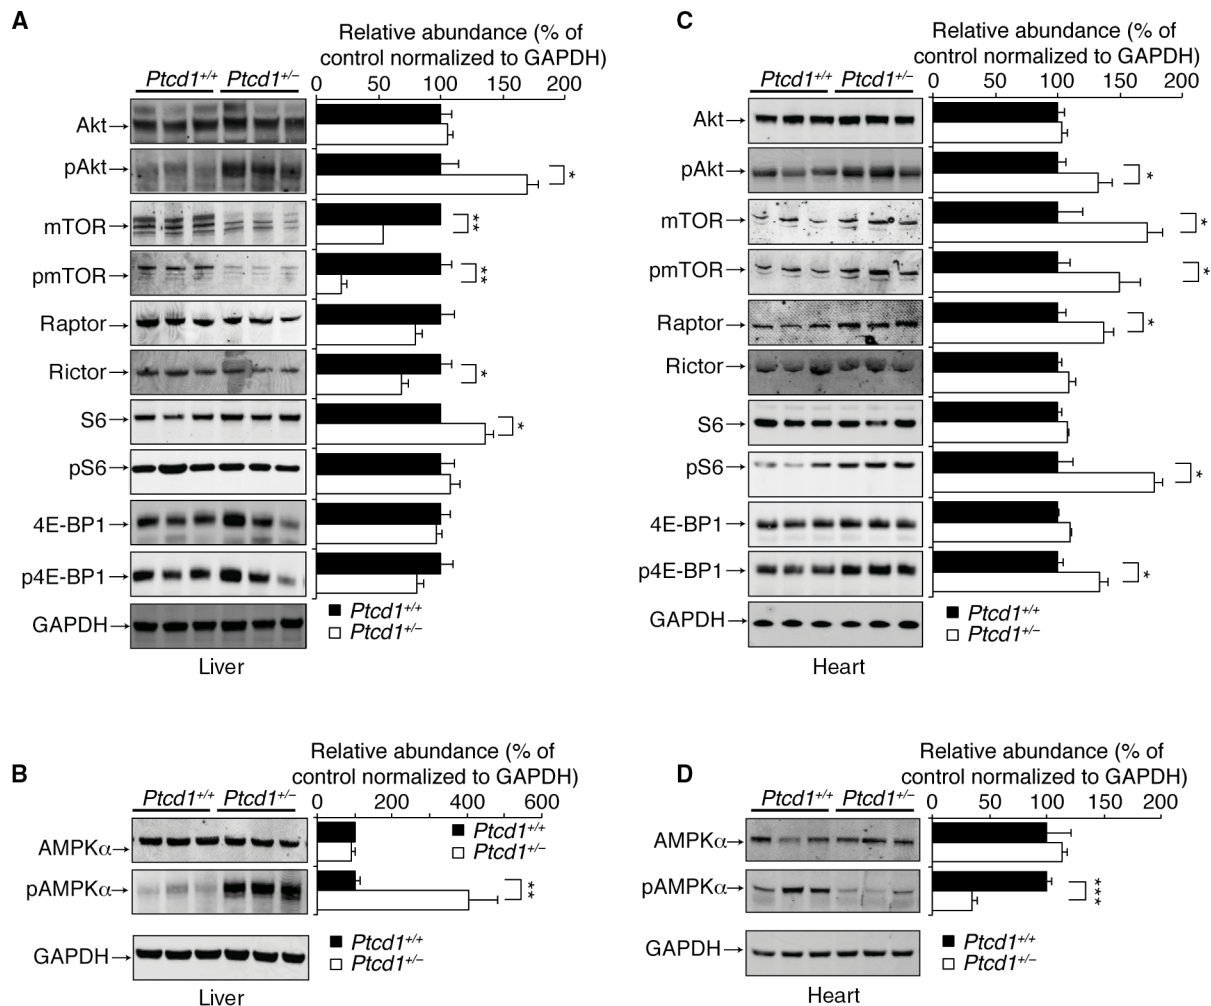 A
Relative abundance (% of
control normalized to GAPDH)
Ptcd1+/+ Ptcd1+/–
0 50 100 150 200
Akt
pAkt
*
mTOR
**
pmTOR
**
Raptor
Rictor
*
S6
*
pS6
4E-BP1
p4E-BP1
GAPDH
Ptcd1+/+
Ptcd1+/–
Liver
C
Relative abundance (% of
control normalized to GAPDH)
Ptcd1+/+ Ptcd1+/–
0 50 100 150 200
Akt
pAkt
*
mTOR
*
pmTOR
*
Raptor
*
Rictor
S6
pS6
*
4E-BP1
p4E-BP1
*
GAPDH
Ptcd1+/+
Ptcd1+/–
Heart
B
Relative abundance (% of
control normalized to GAPDH)
Ptcd1+/+ Ptcd1+/–
0 200 400 600
AMPKα
Ptcd1+/+
Ptcd1+/–
pAMPKα
**
GAPDH
Ptcd1+/+
Ptcd1+/–
Liver
D
Relative abundance (% of
control normalized to GAPDH)
Ptcd1+/+ Ptcd1+/–
0 50 100 150 200
AMPKα
pAMPKα
***
GAPDH
Ptcd1+/+
Ptcd1+/–
Heart